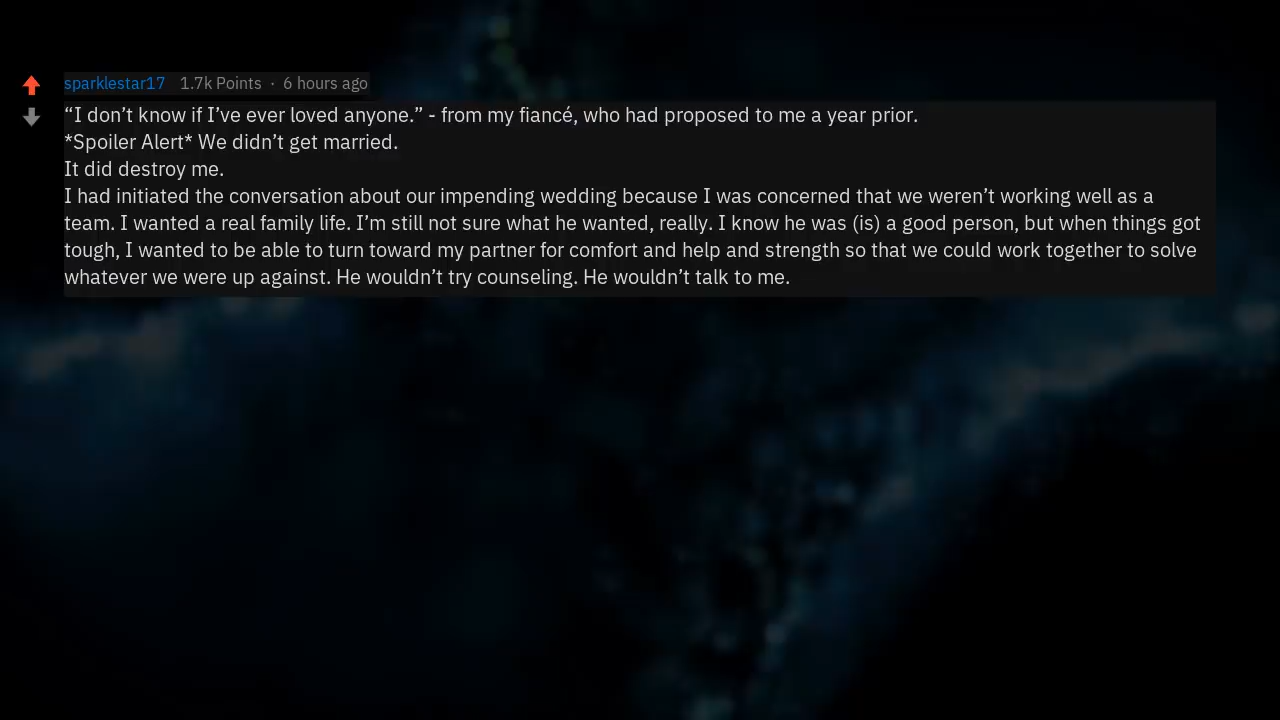 sparklestar17 1.7k Points · 6 hours ago
“I don’t know if I’ve ever loved anyone.” - from my fiancé, who had proposed to me a year prior.
*Spoiler Alert* We didn’t get married.
It did destroy me.
I had initiated the conversation about our impending wedding because I was concerned that we weren’t working well as a
team. I wanted a real family life. I’m still not sure what he wanted, really. I know he was (is) a good person, but when things got
tough, I wanted to be able to turn toward my partner for comfort and help and strength so that we could work together to solve
whatever we were up against. He wouldn’t try counseling. He wouldn’t talk to me.